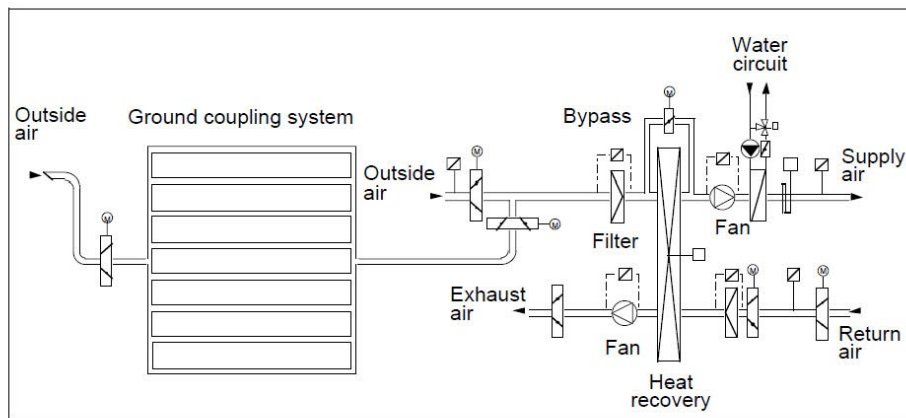 Water
circuit
Outside
air
Ground coupling system
Bypass
M
M
M
Outside
air
Supply
air
M
Filter
Fan
M
M
M
Exhaust
air
Fan
Return
air
Heat
recovery